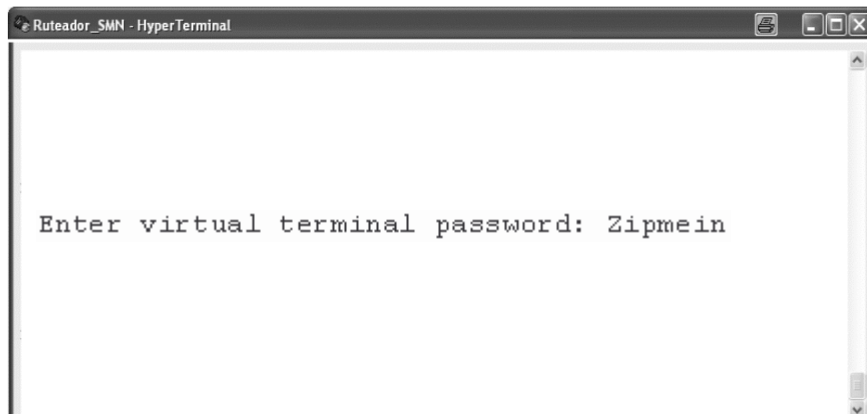 Ruteador_SMN - HyperTerminal
Enter virtual terminal password: Zipmein